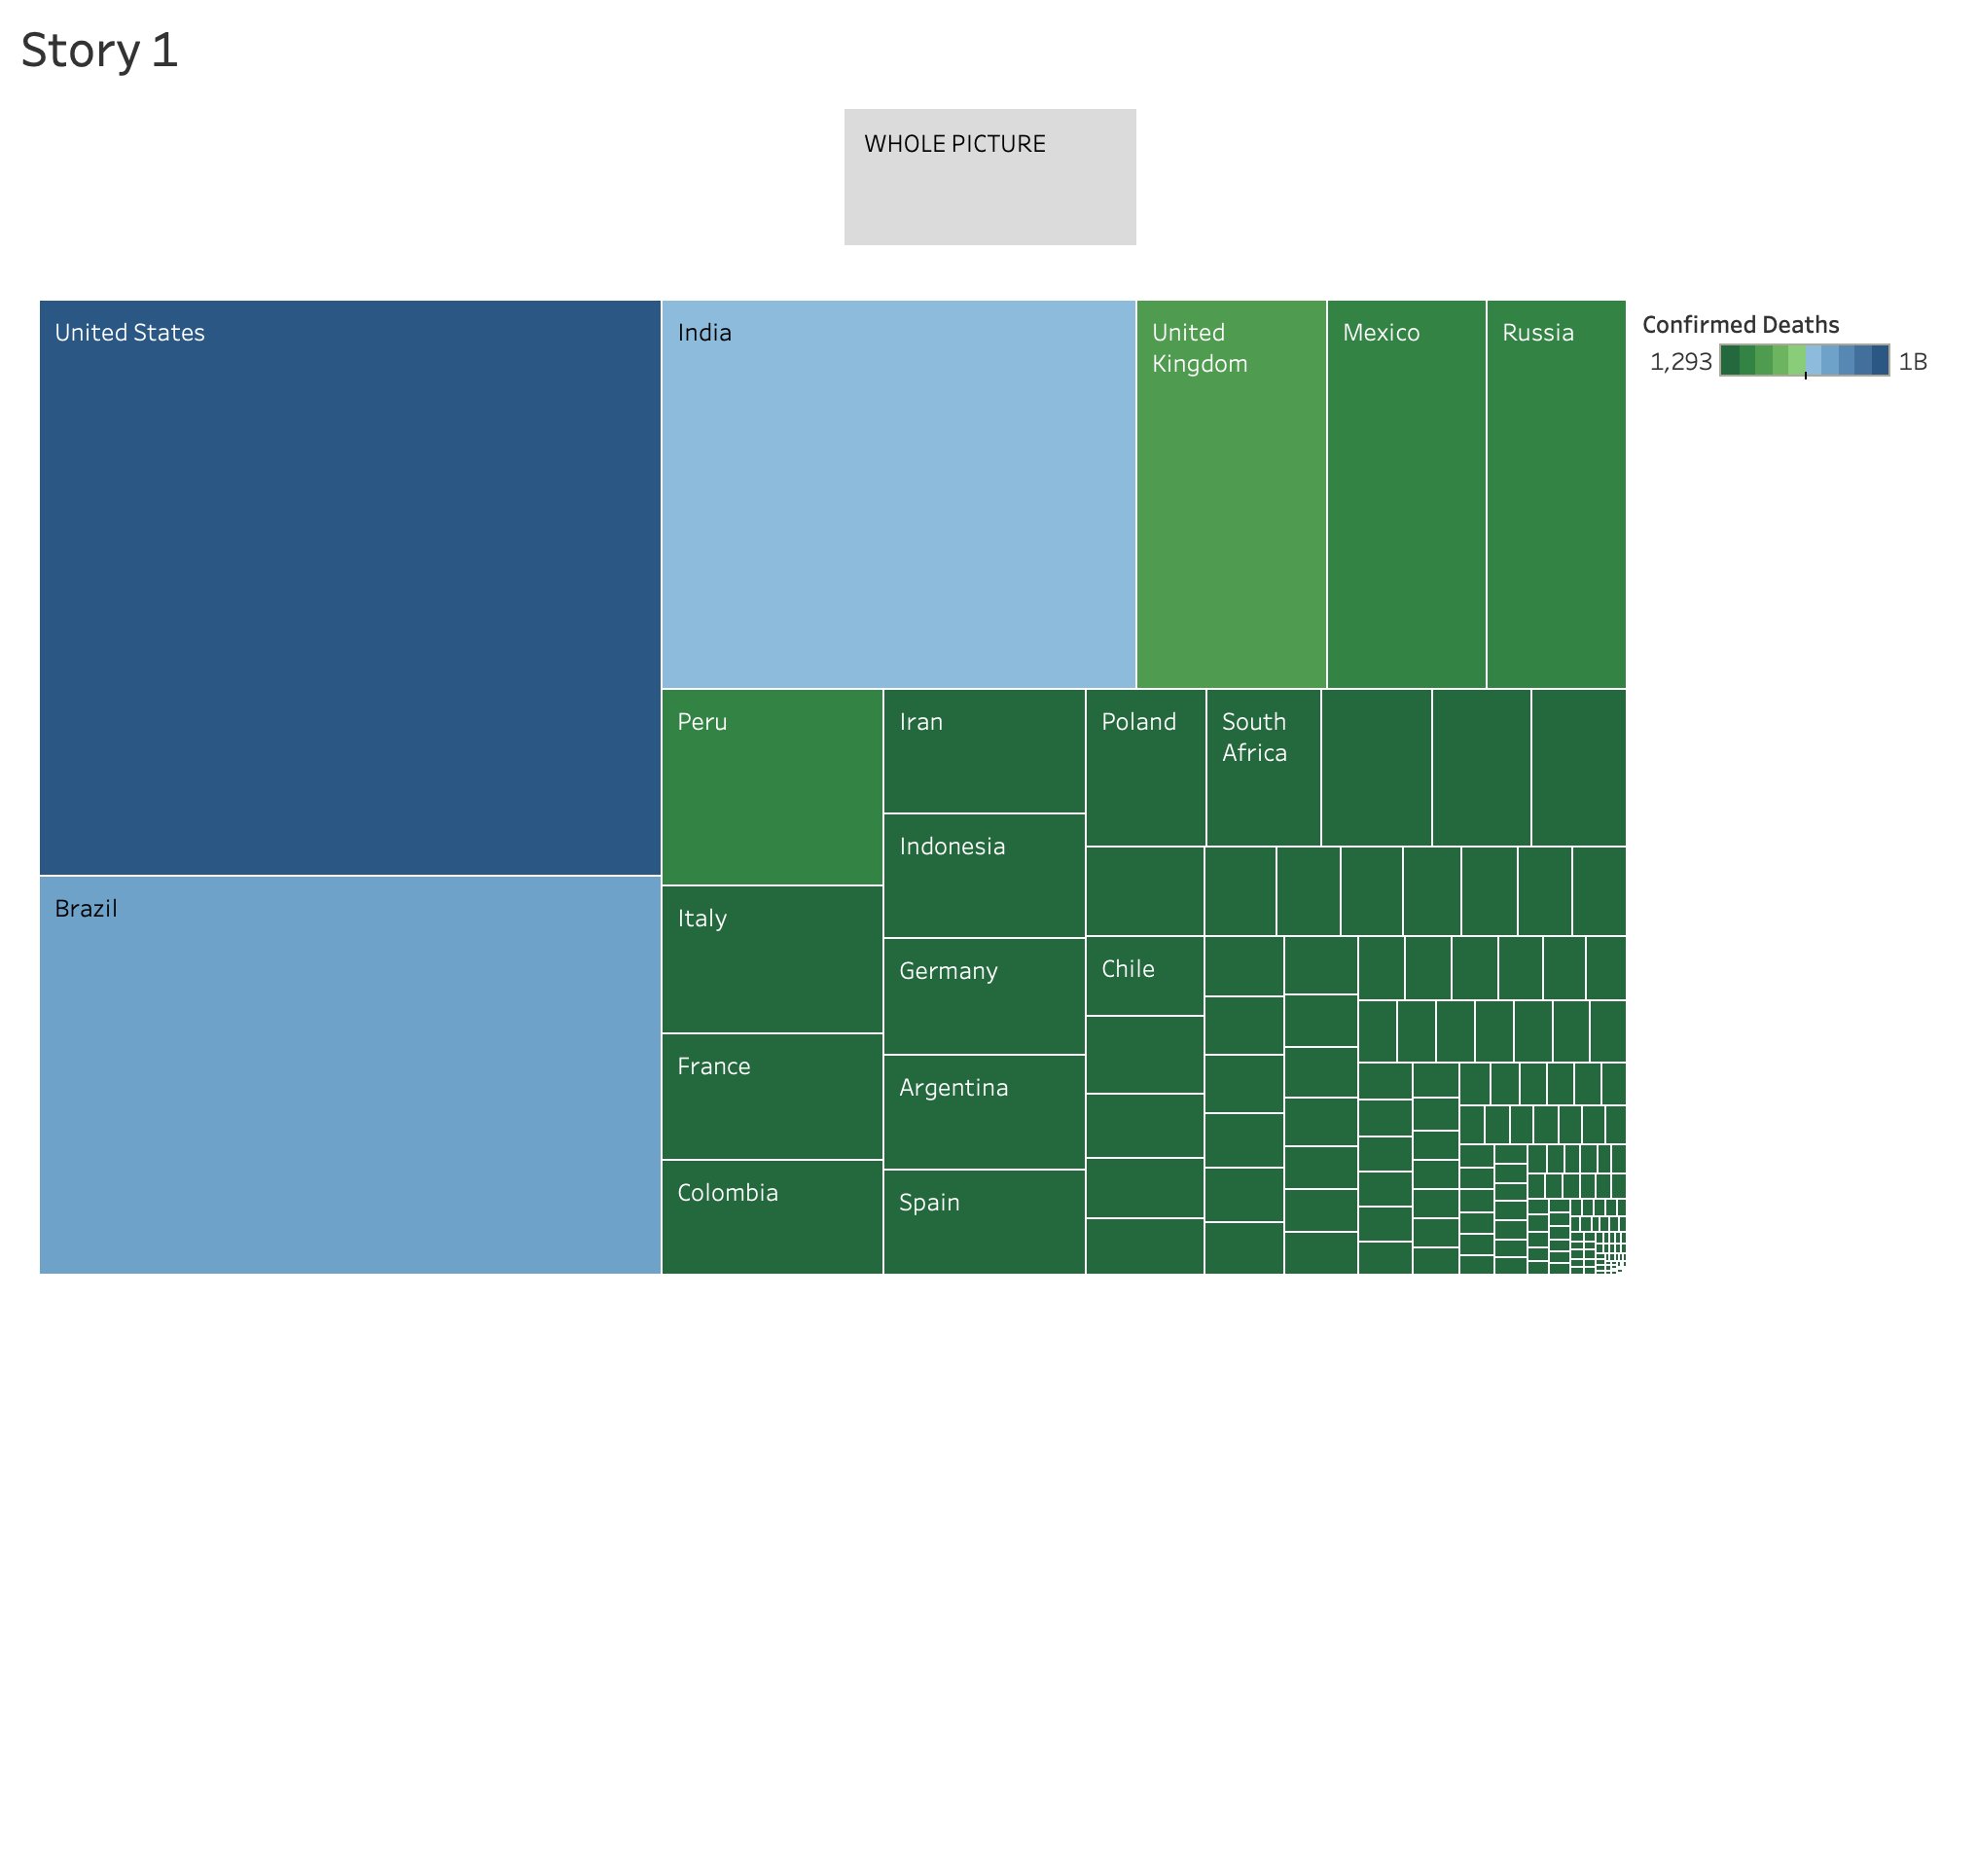 Story 1
WHOLE PICTURE
United States
India
United
Kingdom
Mexico
Russia
Confirmed Deaths
1,293
1B
Peru
Iran
Poland
South
Africa
Indonesia
Brazil
Italy
Germany
Chile
France
Argentina
Colombia
Spain